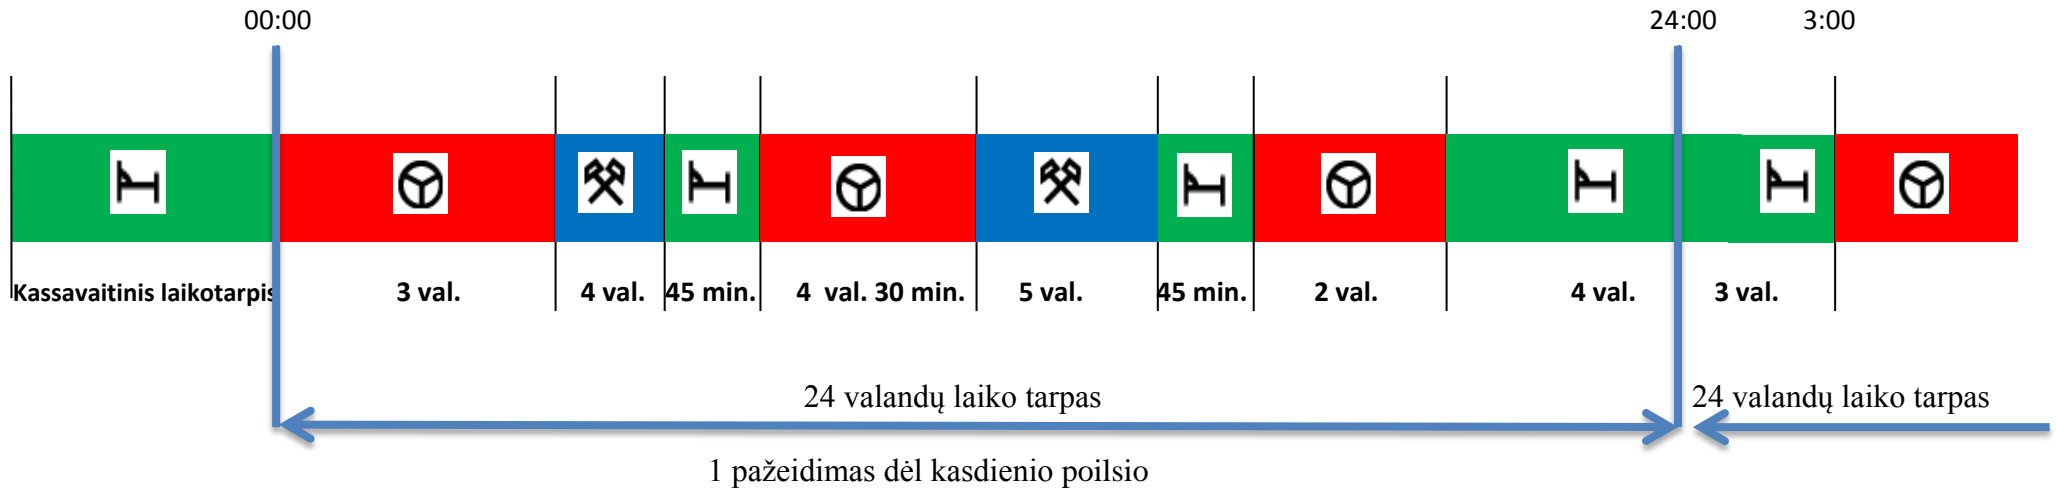 00:00 24:00 3:00
Kassavaitinis laikotarpis 3 val. 4 val. 45 min. 4 val. 30 min. 5 val. 45 min. 2 val. 4 val. 3 val.
24 valandų laiko tarpas 24 valandų laiko tarpas
1 pažeidimas dėl kasdienio poilsio